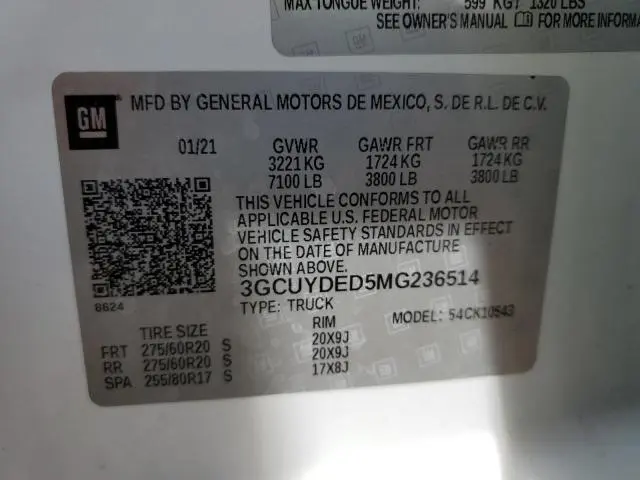 MAX TONGUE WEIGHT: 599 KG / 1320 LBS
SEE OWNER'S MANUAL FOR MORE INFORMA
GM
MFD BY GENERAL MOTORS DE MEXICO, S. DE R.L. DE C.V.
01/21 GVWR GAWR FRT GAWR RR
3221 KG 1724 KG 1724 KG
7100 LB 3800 LB 3800 LB
THIS VEHICLE CONFORMS TO ALL
APPLICABLE U.S. FEDERAL MOTOR
VEHICLE SAFETY STANDARDS IN EFFECT
ON THE DATE OF MANUFACTURE
SHOWN ABOVE.
3GCUYDED5MG236514
8624 TYPE: TRUCK MODEL: 54CK10543
TIRE SIZE RIM
FRT 275/60R20 S 20X9J
RR 275/60R20 S 20X9J
SPA 255/80R17 S 17X8J